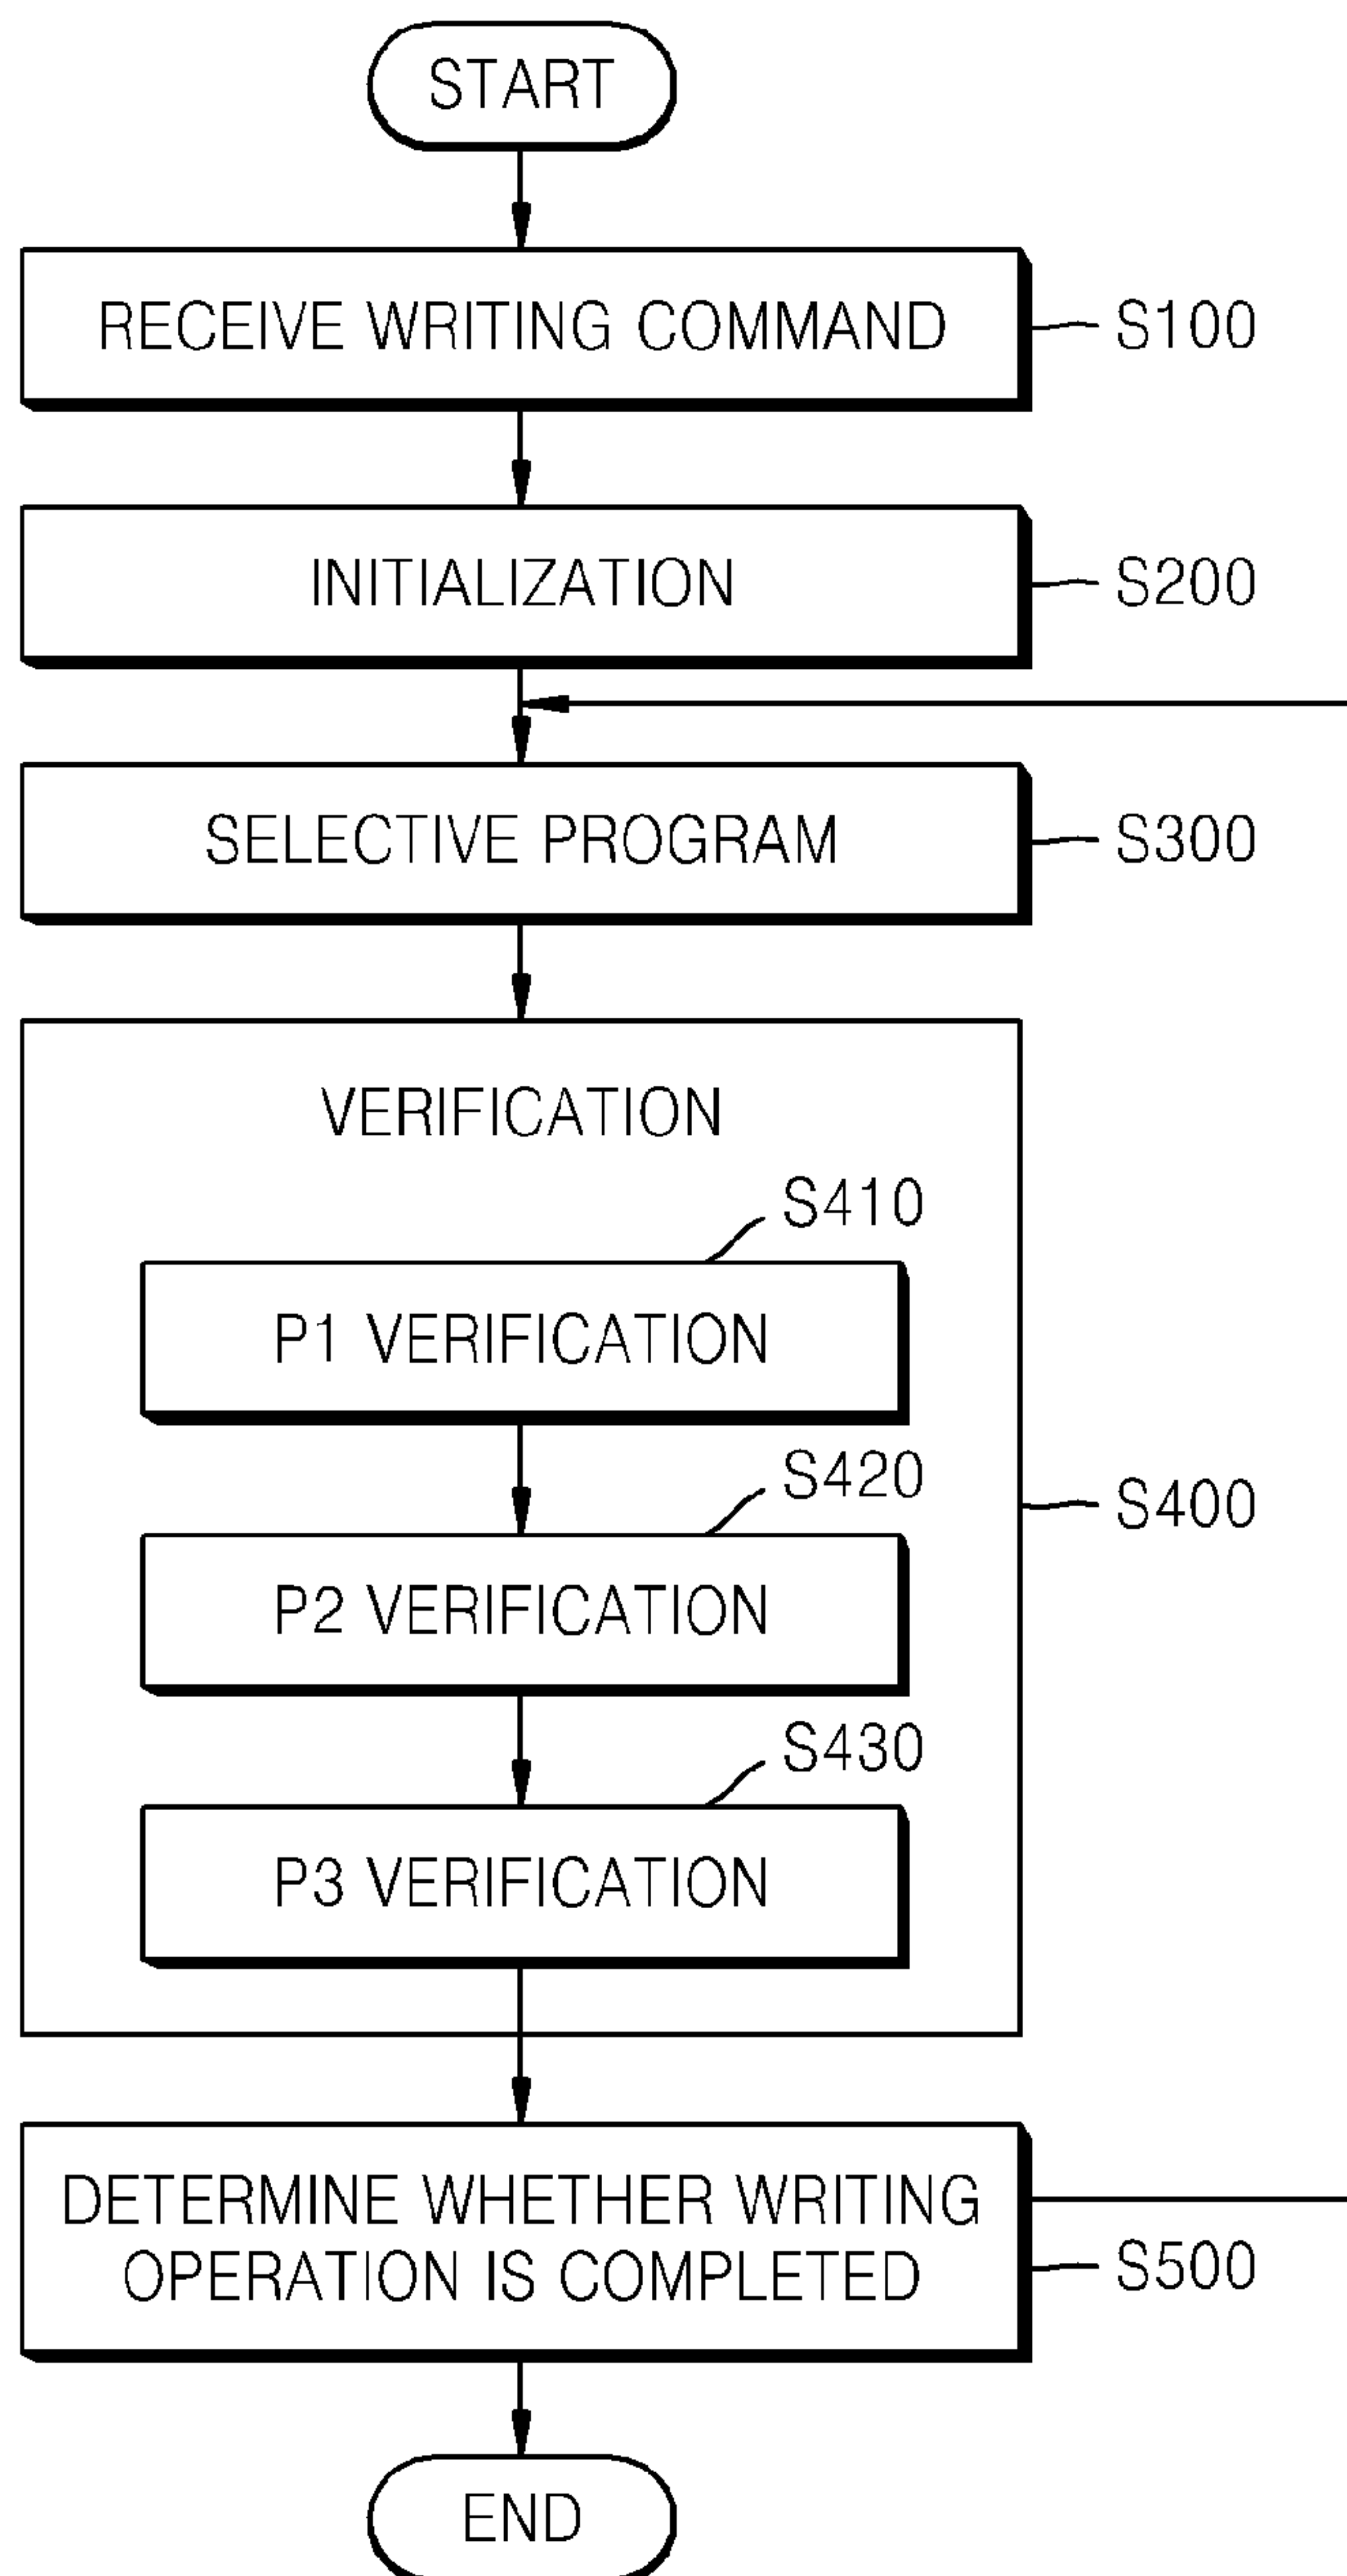 START
RECEIVE WRITING COMMAND
S100
INITIALIZATION
S200
SELECTIVE PROGRAM
S300
VERIFICATION
S410
P1 VERIFICATION
S420
S400
P2 VERIFICATION
S430
P3 VERIFICATION
DETERMINE WHETHER WRITING
OPERATION IS COMPLETED
S500
END